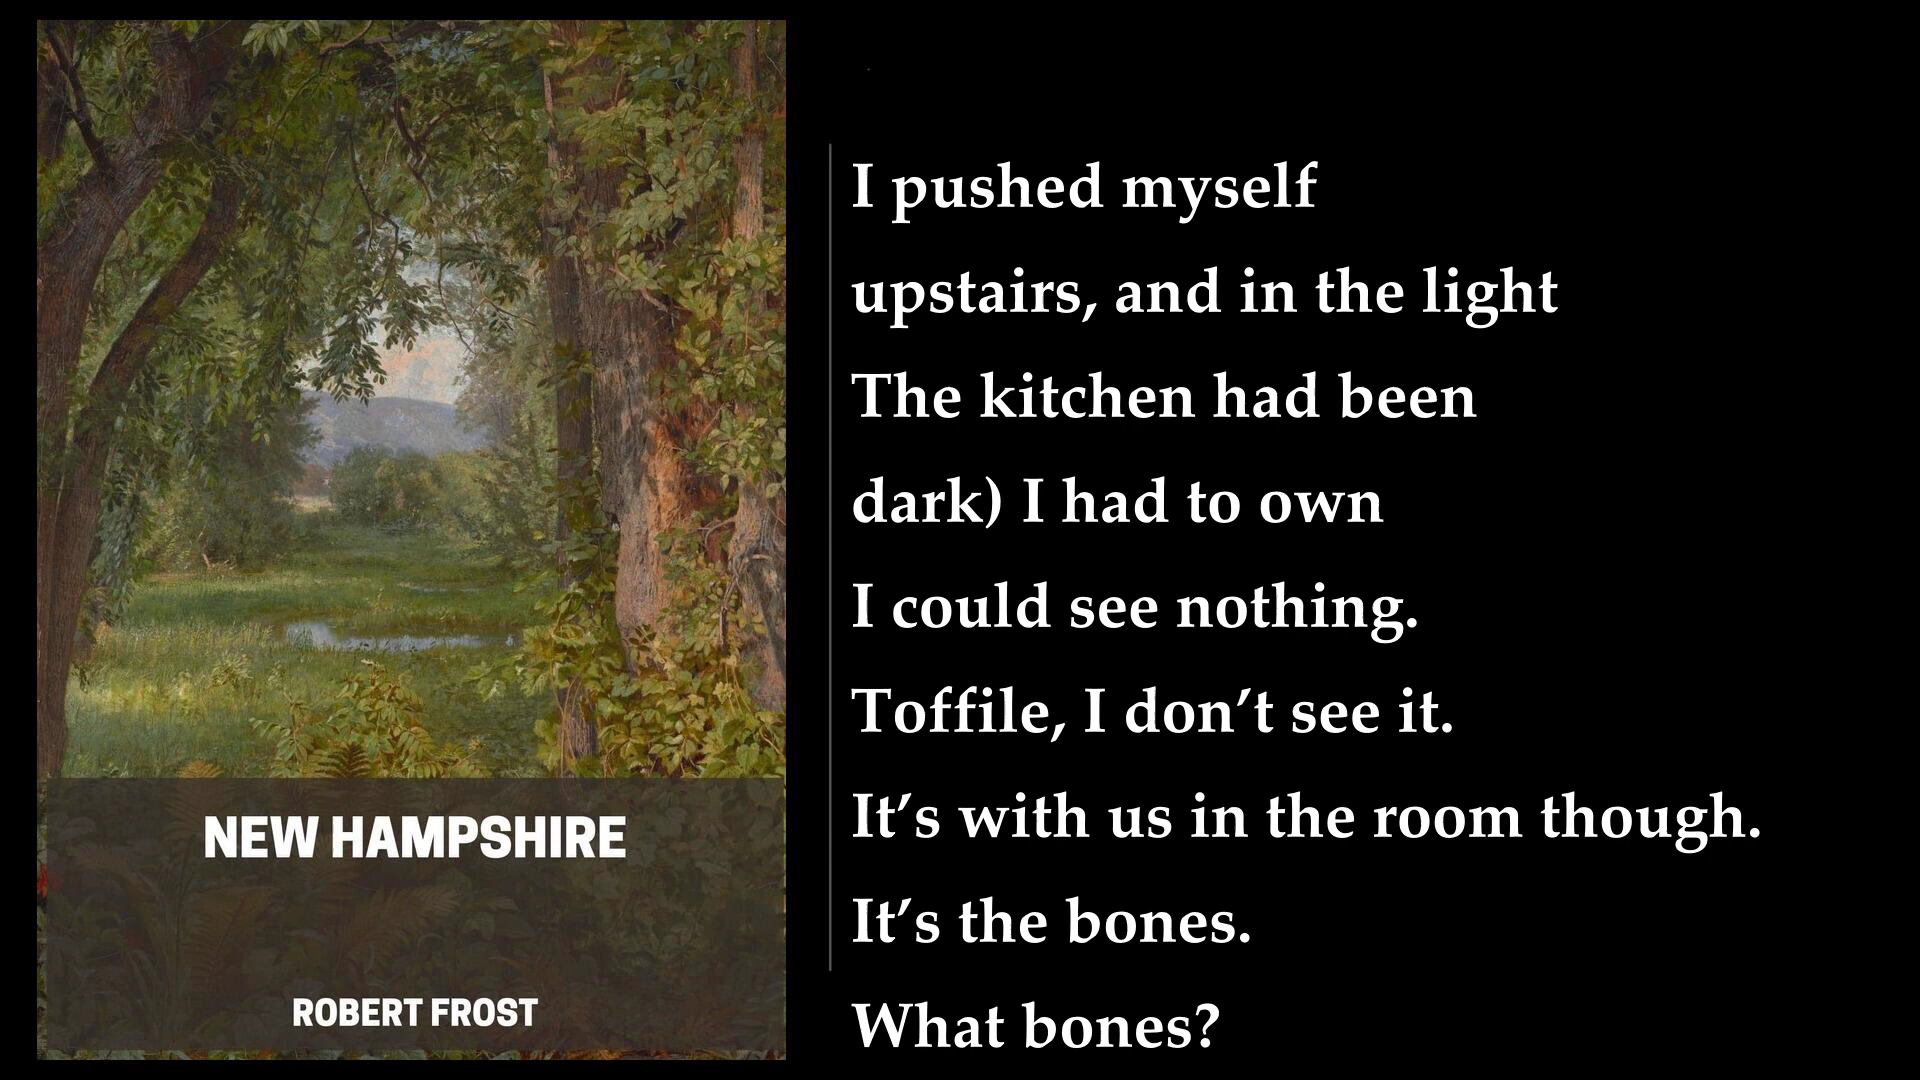 NEW HAMPSHIRE
ROBERT FROST
I pushed myself
upstairs, and in the light
The kitchen had been
dark) I had to own
I could see nothing.
Toffile, I don’t see it.
It’s with us in the room though.
It’s the bones.
What bones?